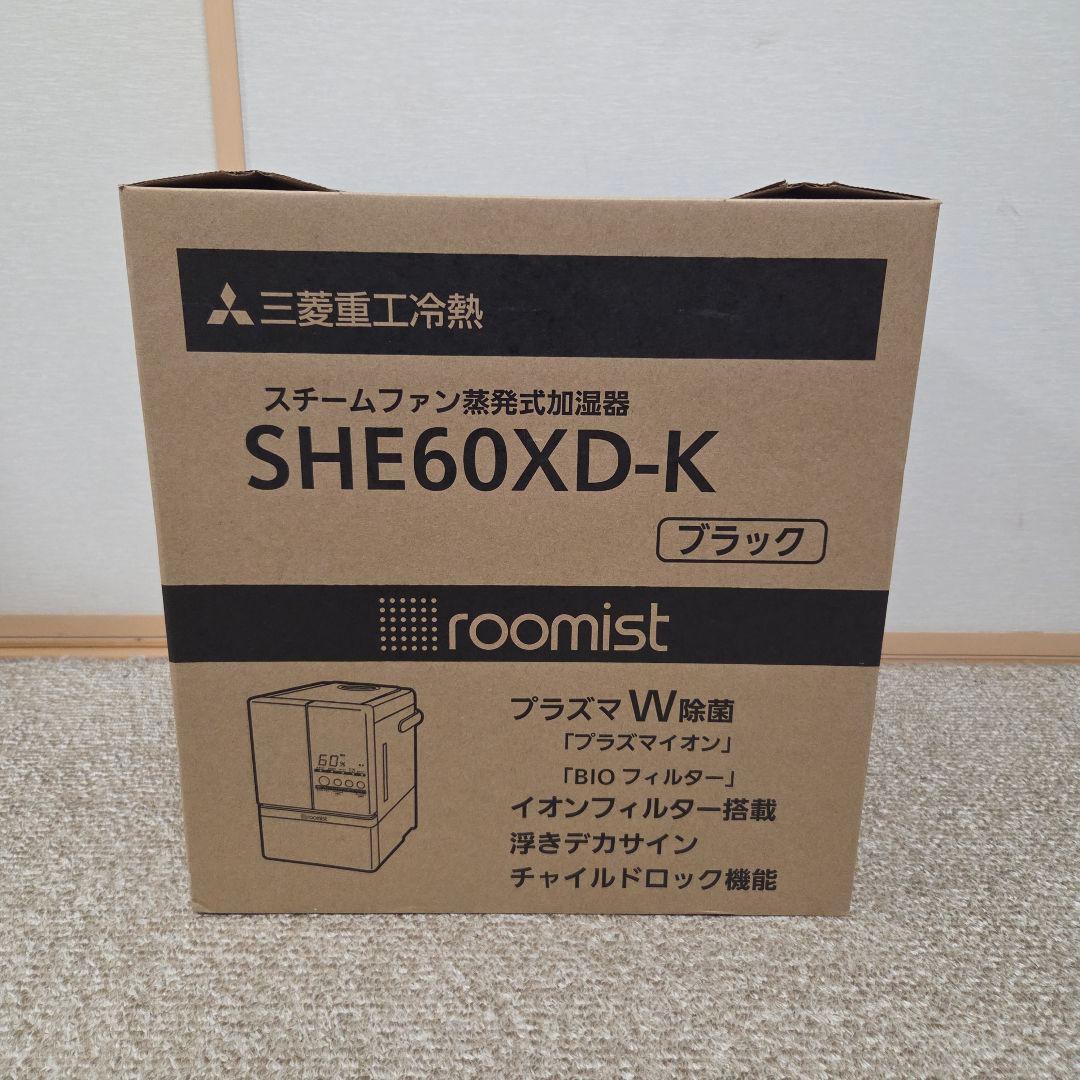 三菱重工冷熱
スチームファン蒸発式加湿器
SHE60XD-K
ブラック
roomist
プラズマW除菌
「プラズマイオン」
「BIOフィルター」
イオンフィルター搭載
浮きデカサイン
チャイルドロック機能
60%
roomist